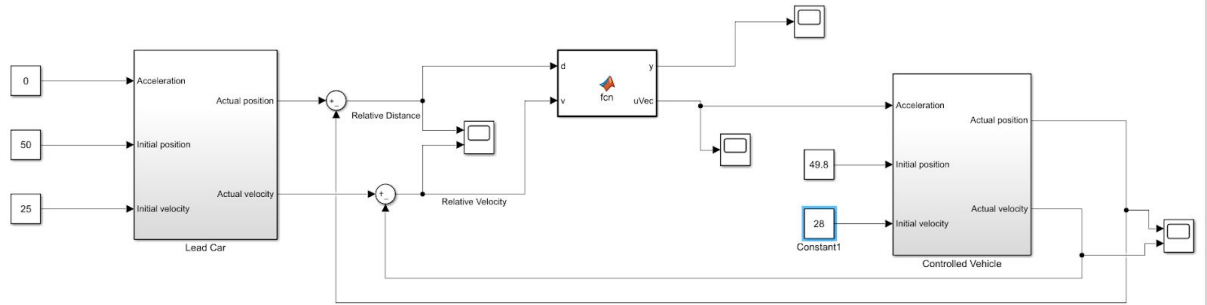 0
50
25
Acceleration
Initial position
Initial velocity
Actual position
Actual velocity
Lead Car
+
_
Relative Distance
+
_
Relative Velocity
d
v
fcn
y
uVec
49.8
28
Constant1
Acceleration
Initial position
Initial velocity
Actual position
Actual velocity
Controlled Vehicle